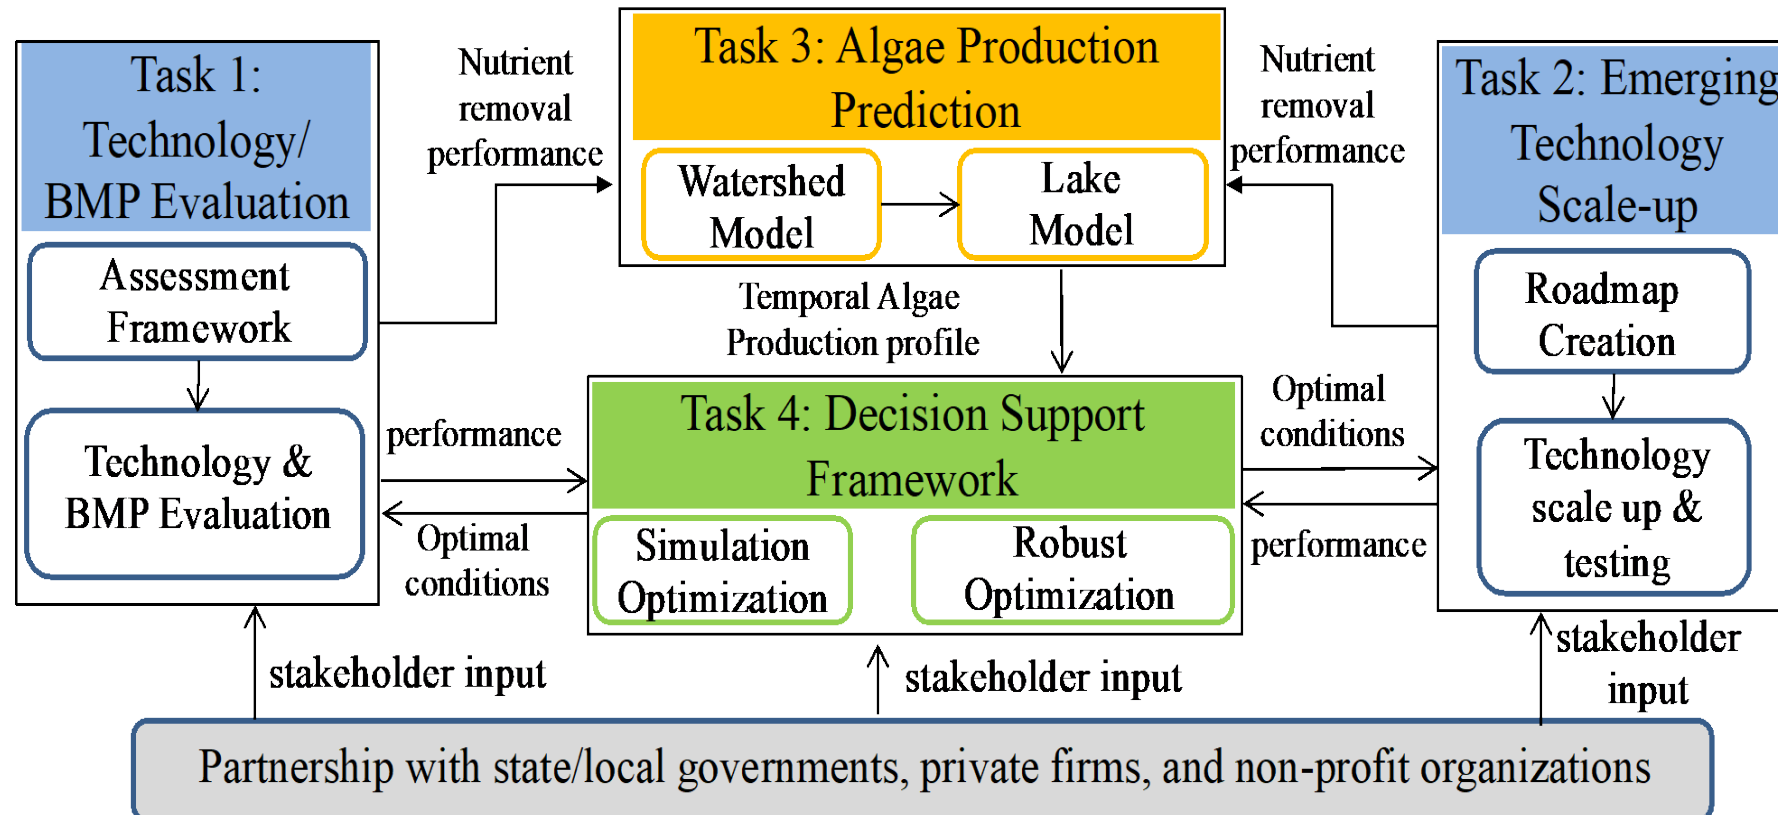 Task 1:
Technology/
BMP Evaluation
Assessment
Framework
Technology &
BMP Evaluation
Nutrient
removal
performance
Task 3: Algae Production
Prediction
Watershed
Model
Lake
Model
Nutrient
removal
performance
Task 2: Emerging
Technology
Scale-up
Roadmap
Creation
Technology
scale up &
testing
Temporal Algae
Production profile
performance
Optimal
conditions
Task 4: Decision Support
Framework
Simulation
Optimization
Robust
Optimization
Optimal
conditions
performance
stakeholder input
stakeholder input
stakeholder
input
Partnership with state/local governments, private firms, and non-profit organizations